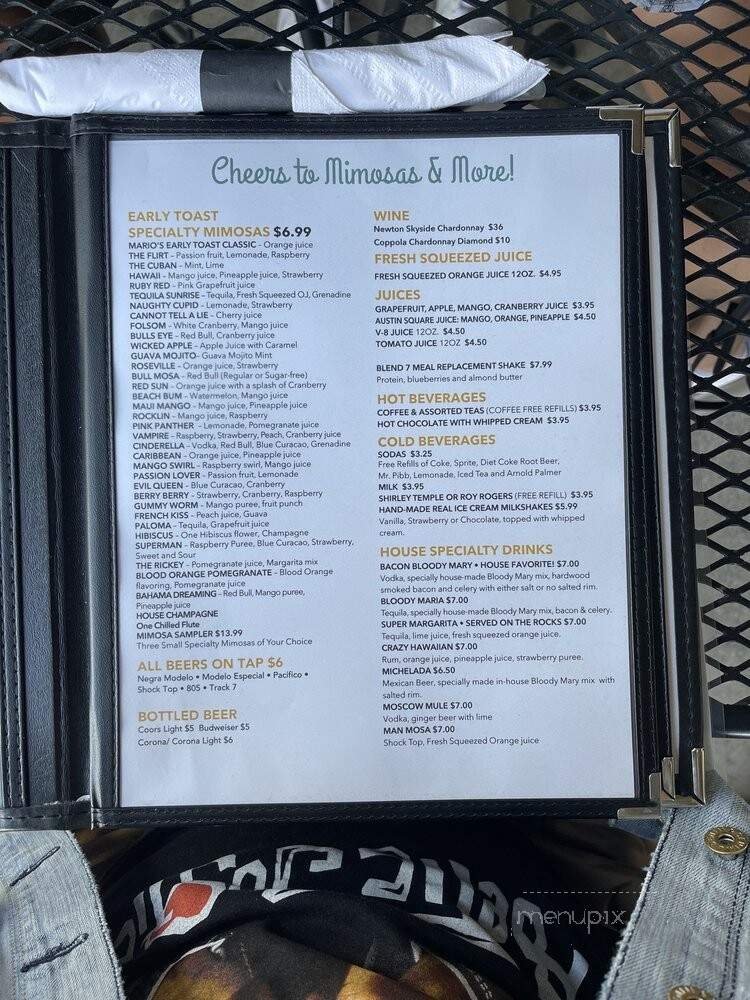 Cheers to Mimosas & More!
EARLY TOAST
SPECIALTY MIMOSAS $6.99
MARIO'S EARLY TOAST CLASSIC - Orange juice
THE FLIRT - Passion fruit, Lemonade, Raspberry
THE CUBAN - Mint, Lime
HAWAII - Mango juice, Pineapple juice, Strawberry
RUBY RED - Pink Grapefruit juice
TEQUILA SUNRISE - Tequila, Fresh Squeezed OJ, Grenadine
NAUGHTY CUPID - Lemonade, Strawberry
CANNOT TELL A LIE - Cherry juice
FOLSOM - White Cranberry, Mango juice
BULLS EYE - Red Bull, Cranberry juice
WICKED APPLE - Apple Juice with Caramel
GUAVA MOJITO- Guava Mojito Mint
ROSEVILLE - Orange juice, Strawberry
BULL MOSA - Red Bull (Regular or Sugar-free)
RED SUN - Orange juice with a splash of Cranberry
BEACH BUM - Watermelon, Mango juice
MAUI MANGO - Mango juice, Pineapple juice
ROCKLIN - Mango juice, Raspberry
PINK PANTHER - Lemonade, Pomegranate juice
VAMPIRE - Raspberry, Strawberry, Peach, Cranberry juice
CINDERELLA - Vodka, Red Bull, Blue Curacao, Grenadine
CARIBBEAN - Orange juice, Pineapple juice
MANGO SWIRL - Raspberry swirl, Mango juice
PASSION LOVER - Passion fruit, Lemonade
EVIL QUEEN - Blue Curacao, Cranberry
BERRY BERRY - Strawberry, Cranberry, Raspberry
GUMMY WORM - Mango puree, fruit punch
FRENCH KISS - Peach juice, Guava
PALOMA - Tequila, Grapefruit juice
HIBISCUS - One Hibiscus flower, Champagne
SUPERMAN - Raspberry Puree, Blue Curacao, Strawberry,
Sweet and Sour
THE RICKEY - Pomegranate juice, Margarita mix
BLOOD ORANGE POMEGRANATE - Blood Orange
flavoring, Pomegranate juice
BAHAMA DREAMING - Red Bull, Mango puree,
Pineapple juice
HOUSE CHAMPAGNE
One Chilled Flute
MIMOSA SAMPLER $13.99
Three Small Specialty Mimosas of Your Choice
ALL BEERS ON TAP $6
Negra Modelo • Modelo Especial • Pacifico •
Shock Top • 805 • Track 7
BOTTLED BEER
Coors Light $5 Budweiser $5
Corona/ Corona Light $6
WINE
Newton Skyside Chardonnay $36
Coppola Chardonnay Diamond $10
FRESH SQUEEZED JUICE
FRESH SQUEEZED ORANGE JUICE 12OZ. $4.95
JUICES
GRAPEFRUIT, APPLE, MANGO, CRANBERRY JUICE $3.95
AUSTIN SQUARE JUICE: MANGO, ORANGE, PINEAPPLE $4.50
V-8 JUICE 12OZ. $4.50
TOMATO JUICE 12OZ $4.50
BLEND 7 MEAL REPLACEMENT SHAKE $7.99
Protein, blueberries and almond butter
HOT BEVERAGES
COFFEE & ASSORTED TEAS (COFFEE FREE REFILLS) $3.95
HOT CHOCOLATE WITH WHIPPED CREAM $3.95
COLD BEVERAGES
SODAS $3.25
Free Refills of Coke, Sprite, Diet Coke Root Beer,
Mr. Pibb, Lemonade, Iced Tea and Arnold Palmer
MILK $3.95
SHIRLEY TEMPLE OR ROY ROGERS (FREE REFILL) $3.95
HAND-MADE REAL ICE CREAM MILKSHAKES $5.99
Vanilla, Strawberry or Chocolate, topped with whipped
cream.
HOUSE SPECIALTY DRINKS
BACON BLOODY MARY • HOUSE FAVORITE! $7.00
Vodka, specially house-made Bloody Mary mix, hardwood
smoked bacon and celery with either salt or no salted rim.
BLOODY MARIA $7.00
Tequila, specially house-made Bloody Mary mix, bacon & celery.
SUPER MARGARITA • SERVED ON THE ROCKS $7.00
Tequila, lime juice, fresh squeezed orange juice.
CRAZY HAWAIIAN $7.00
Rum, orange juice, pineapple juice, strawberry puree.
MICHELADA $6.50
Mexican Beer, specially made in-house Bloody Mary mix with
salted rim.
MOSCOW MULE $7.00
Vodka, ginger beer with lime
MAN MOSA $7.00
Shock Top, Fresh Squeezed Orange juice
menupix